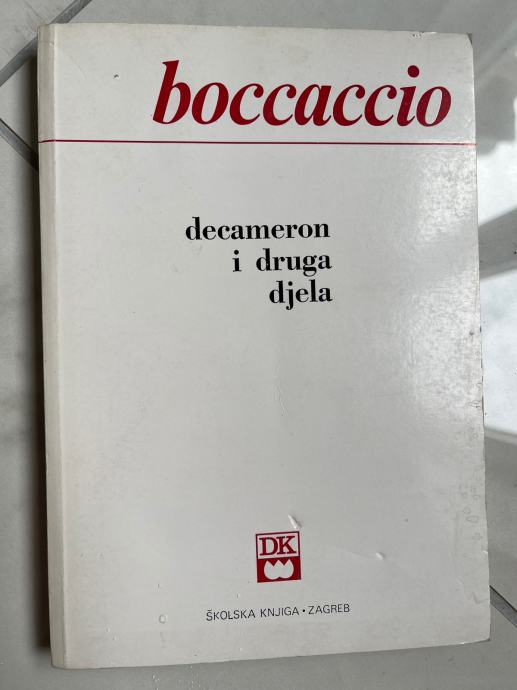 boccaccio
decameron
i druga
djela
DK
ŠKOLSKA KNJIGA • ZAGREB